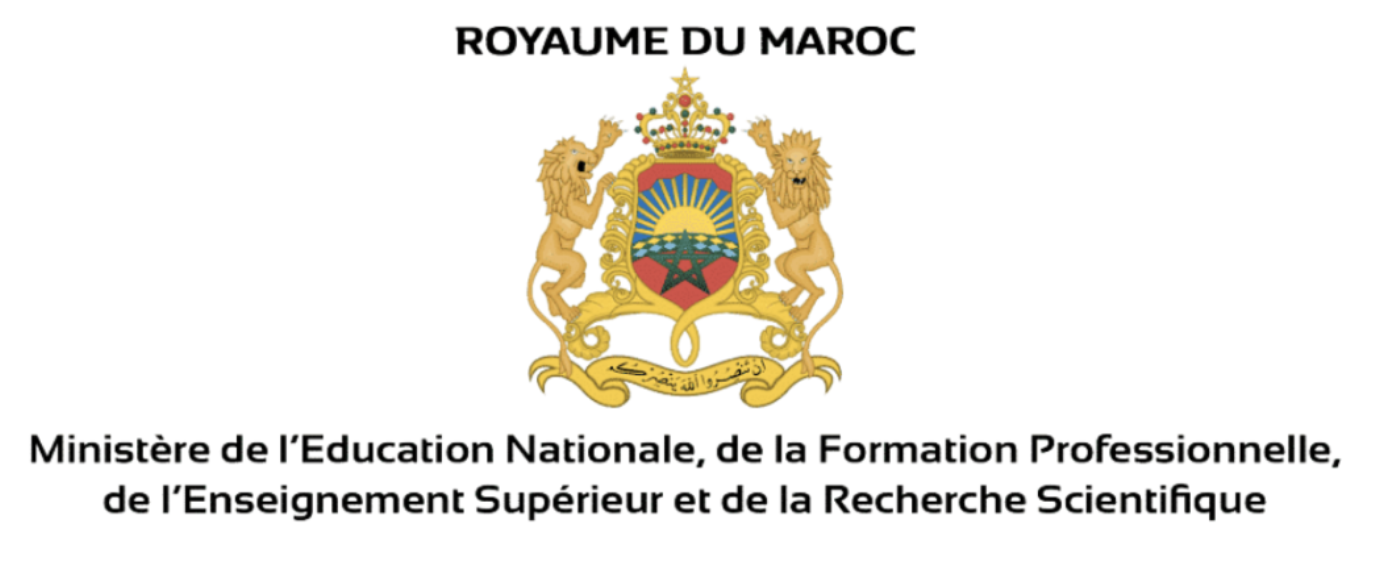 ROYAUME DU MAROC
ان تنصروا الله ينصركم
Ministère de l’Education Nationale, de la Formation Professionnelle,
de l’Enseignement Supérieur et de la Recherche Scientifique